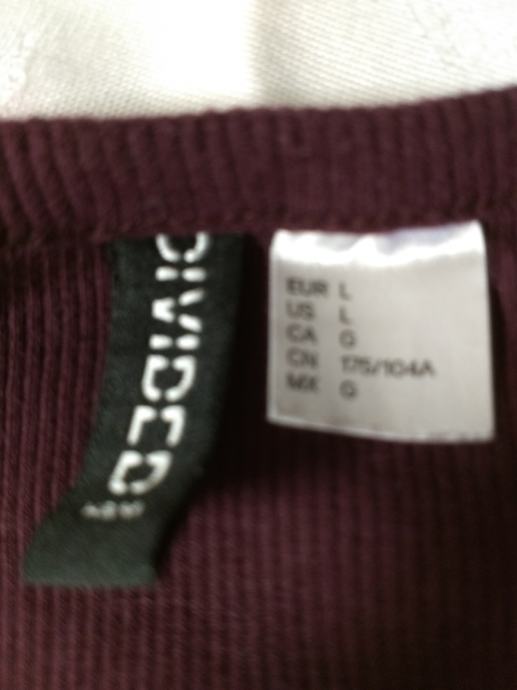 DIVIDED
H&M
EUR L
US L
CA G
CN 175/104A
MX G